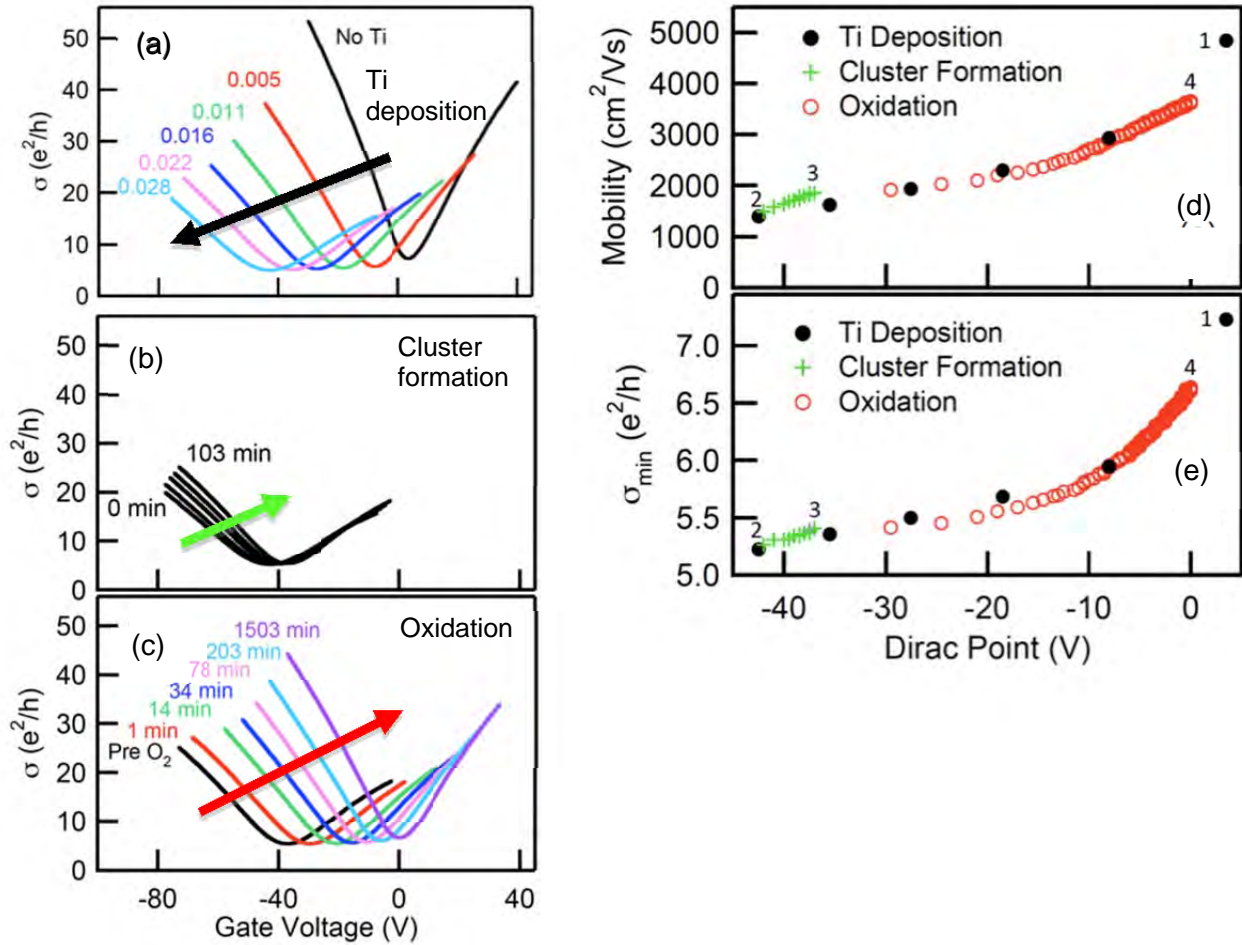 (a)
No Ti
Ti
deposition
0.005
0.011
0.016
0.022
0.028
50
40
30
20
10
0
σ (e²/h)
(b)
Cluster
formation
103 min
0 min
50
40
30
20
10
0
σ (e²/h)
(c)
Oxidation
1503 min
203 min
78 min
34 min
14 min
1 min
Pre O₂
50
40
30
20
10
0
σ (e²/h)
-80 -40 0 40
Gate Voltage (V)
5000
4000
3000
2000
1000
0
Mobility (cm²/Vs)
Ti Deposition
Cluster Formation
Oxidation
1
2
3
4
(d)
7.0
6.5
6.0
5.5
5.0
σmin (e²/h)
Ti Deposition
Cluster Formation
Oxidation
1
2
3
4
(e)
-40 -30 -20 -10 0
Dirac Point (V)